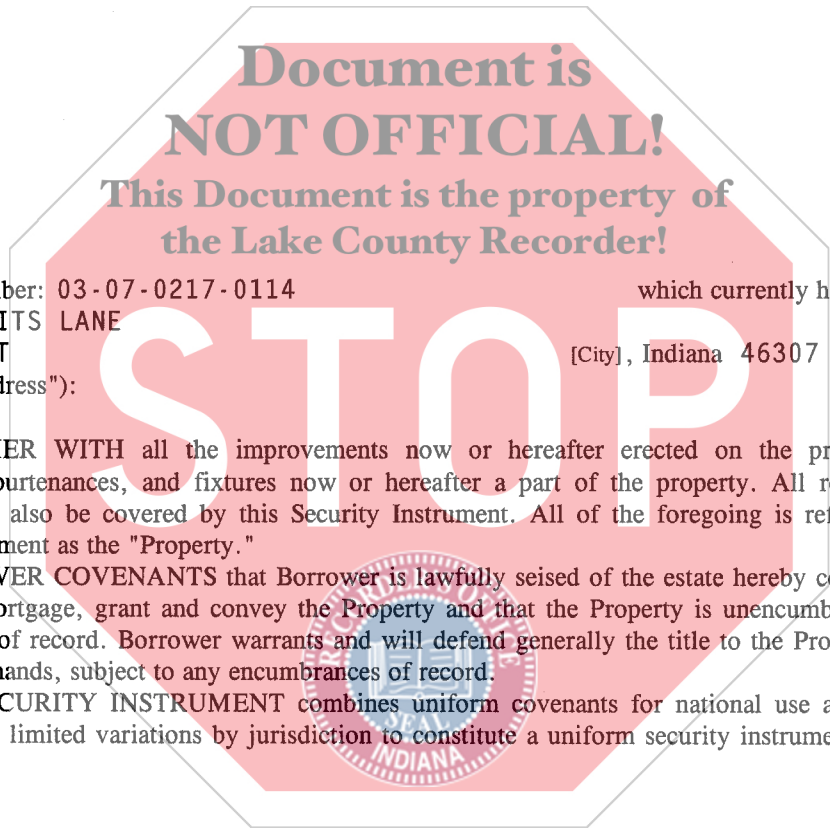 Document is
NOT OFFICIAL!
This Document is the property of
the Lake County Recorder!
ber: 03-07-0217-0114 which currently h
ITS LANE
T [City], Indiana 46307
dress"):
STOP
ER WITH all the improvements now or hereafter erected on the pr
purtenances, and fixtures now or hereafter a part of the property. All r
also be covered by this Security Instrument. All of the foregoing is ref
ment as the "Property."
VER COVENANTS that Borrower is lawfully seised of the estate hereby c
ortgage, grant and convey the Property and that the Property is unencumb
of record. Borrower warrants and will defend generally the title to the Pro
ands, subject to any encumbrances of record.
CURITY INSTRUMENT combines uniform covenants for national use a
limited variations by jurisdiction to constitute a uniform security instrume
RECORDER'S OFFICE
SEAL
INDIANA